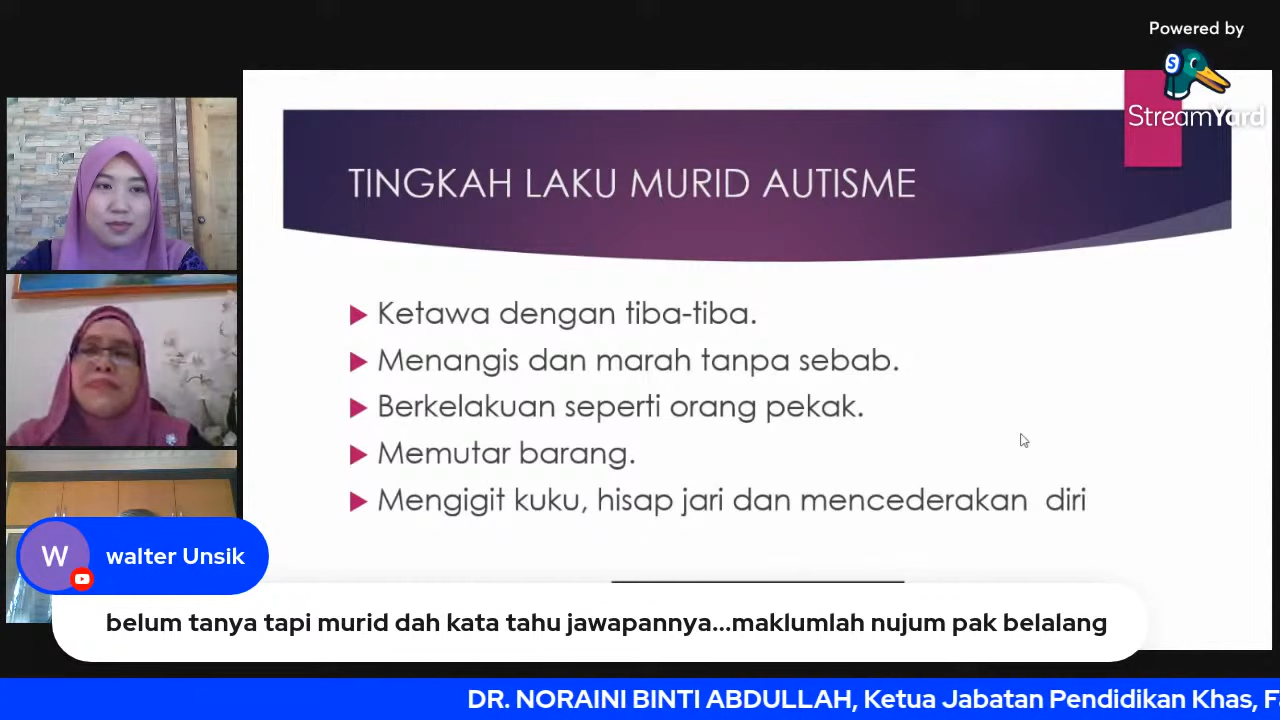 Powered by
StreamYard
TINGKAH LAKU MURID AUTISME
Ketawa dengan tiba-tiba.
Menangis dan marah tanpa sebab.
Berkelakuan seperti orang pekak.
Memutar barang.
Mengigit kuku, hisap jari dan mencederakan diri
W
walter Unsik
belum tanya tapi murid dah kata tahu jawapannya...maklumlah nujum pak belalang
DR. NORAINI BINTI ABDULLAH, Ketua Jabatan Pendidikan Khas, F